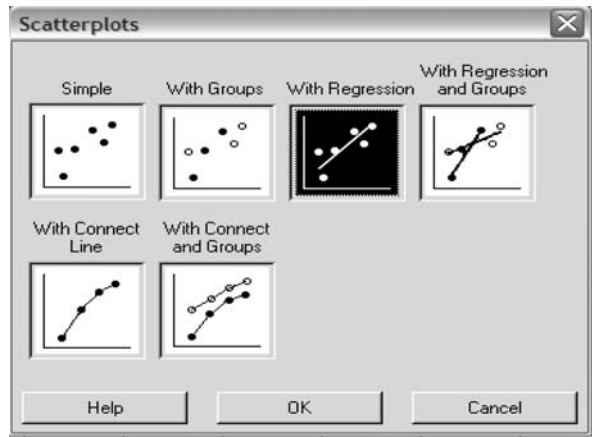 Scatterplots
Simple
With Groups
With Regression
With Regression
and Groups
With Connect
Line
With Connect
and Groups
Help
OK
Cancel